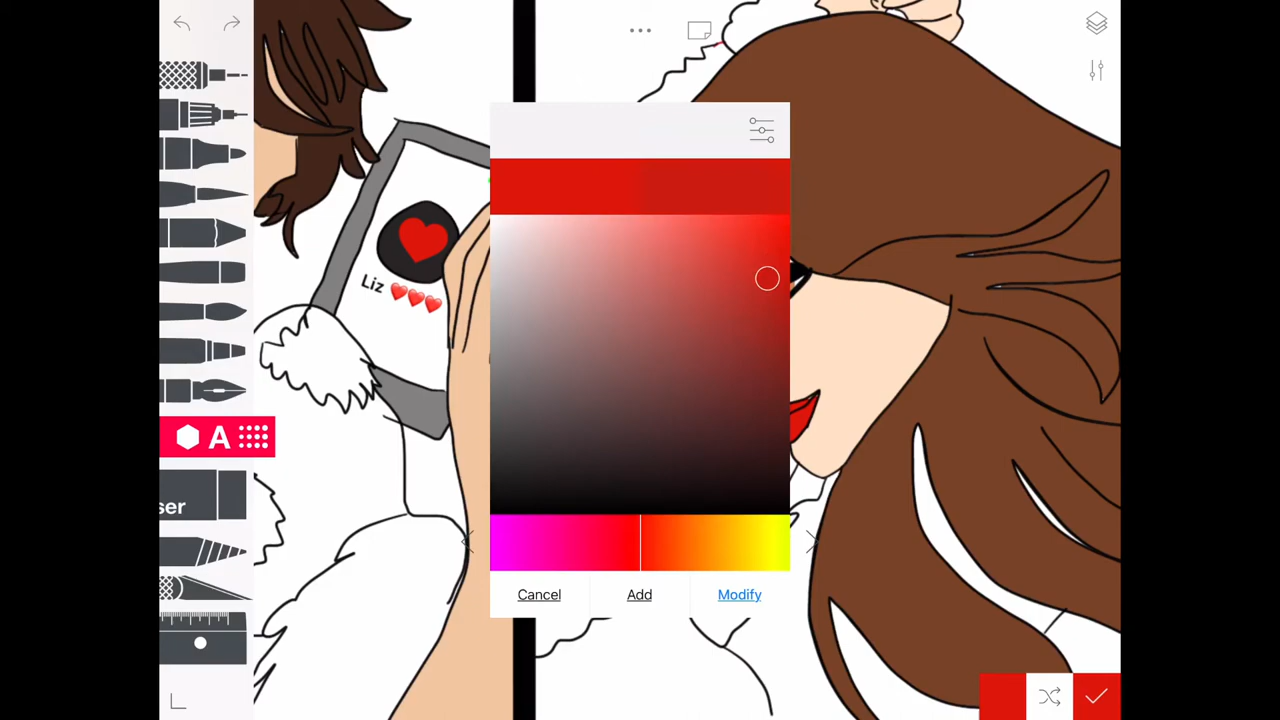 Liz ❤️❤️❤️
A
ser
Cancel
Add
Modify